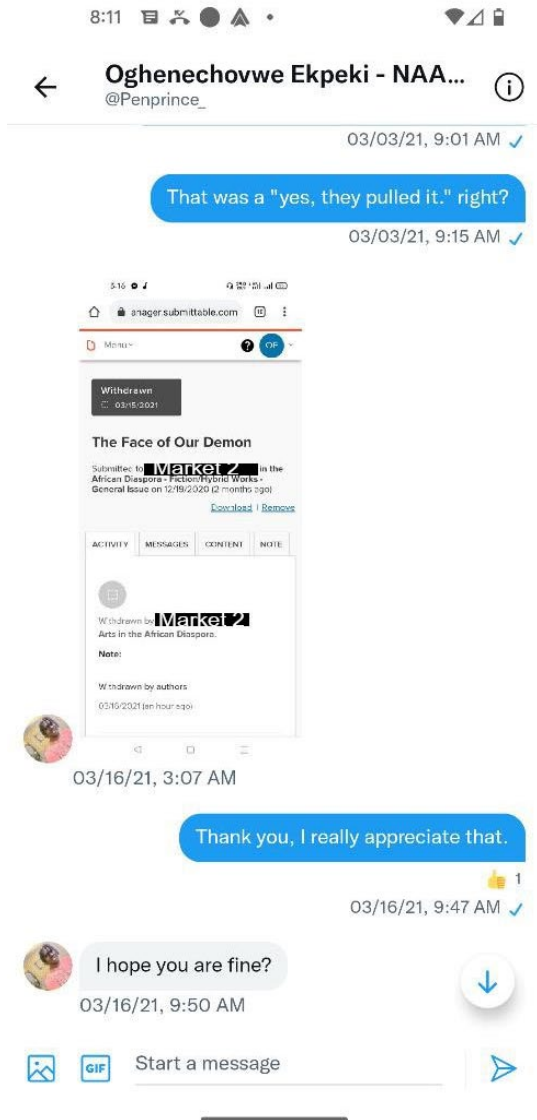 8:11
Oghenechovwe Ekpeki - NAA...
@Penprince_
03/03/21, 9:01 AM
That was a "yes, they pulled it." right?
03/03/21, 9:15 AM
5:16
anager.submittable.com
Menu
OE
Withdrawn
03/15/2021
The Face of Our Demon
Submitted to Market 2 in the
African Diaspora - Fiction/Hybrid Works -
General Issue on 12/19/2020 (2 months ago)
Download | Remove
ACTIVITY MESSAGES CONTENT NOTE
Withdrawn by Market 2
Arts in the African Diaspora.
Note:
Withdrawn by authors
03/16/2021 (an hour ago)
03/16/21, 3:07 AM
Thank you, I really appreciate that.
👍 1
03/16/21, 9:47 AM
I hope you are fine?
03/16/21, 9:50 AM
GIF
Start a message